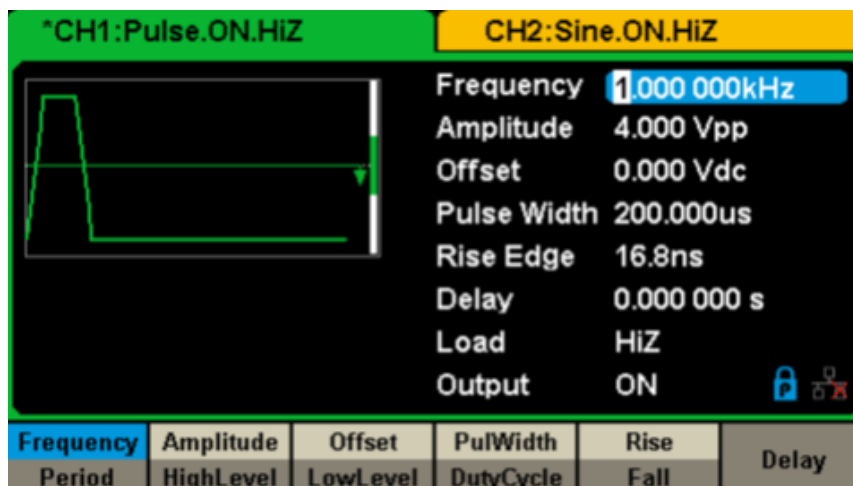 *CH1:Pulse.ON.HiZ CH2:Sine.ON.HiZ
Frequency 1.000 000kHz
Amplitude 4.000 Vpp
Offset 0.000 Vdc
Pulse Width 200.000us
Rise Edge 16.8ns
Delay 0.000 000 s
Load HiZ
Output ON
P
Frequency Amplitude Offset PulWidth Rise Delay
Period HighLevel LowLevel DutyCycle Fall